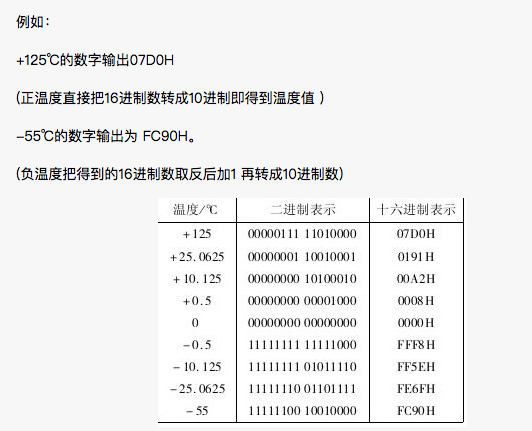 例如：
+125℃的数字输出07D0H
(正温度直接把16进制数转成10进制即得到温度值 )
-55℃的数字输出为 FC90H。
(负温度把得到的16进制数取反后加1 再转成10进制数)
温度/℃ 二进制表示 十六进制表示
+125 00000111 11010000 07D0H
+25.0625 00000001 10010001 0191H
+10.125 00000000 10100010 00A2H
+0.5 00000000 00001000 0008H
0 00000000 00000000 0000H
-0.5 11111111 11111000 FFF8H
-10.125 11111111 01011110 FF5EH
-25.0625 11111110 01101111 FE6FH
-55 11111100 10010000 FC90H